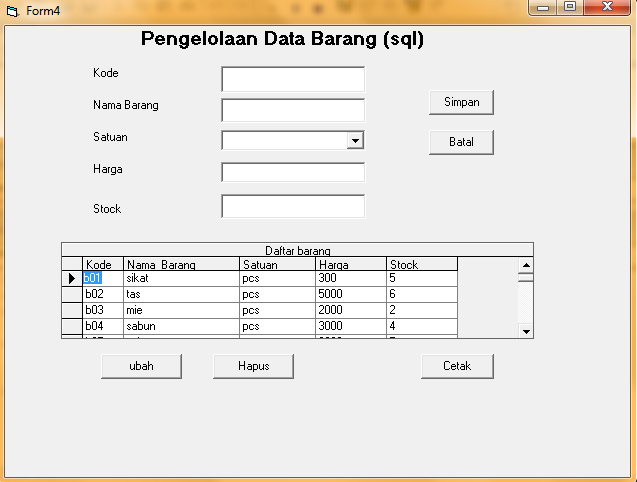 Form4
Pengelolaan Data Barang (sql)
Kode
Nama Barang
Simpan
Satuan
Batal
Harga
Stock
Daftar barang
Kode Nama Barang Satuan Harga Stock
b01 sikat pcs 300 5
b02 tas pcs 5000 6
b03 mie pcs 2000 2
b04 sabun pcs 3000 4
ubah Hapus Cetak